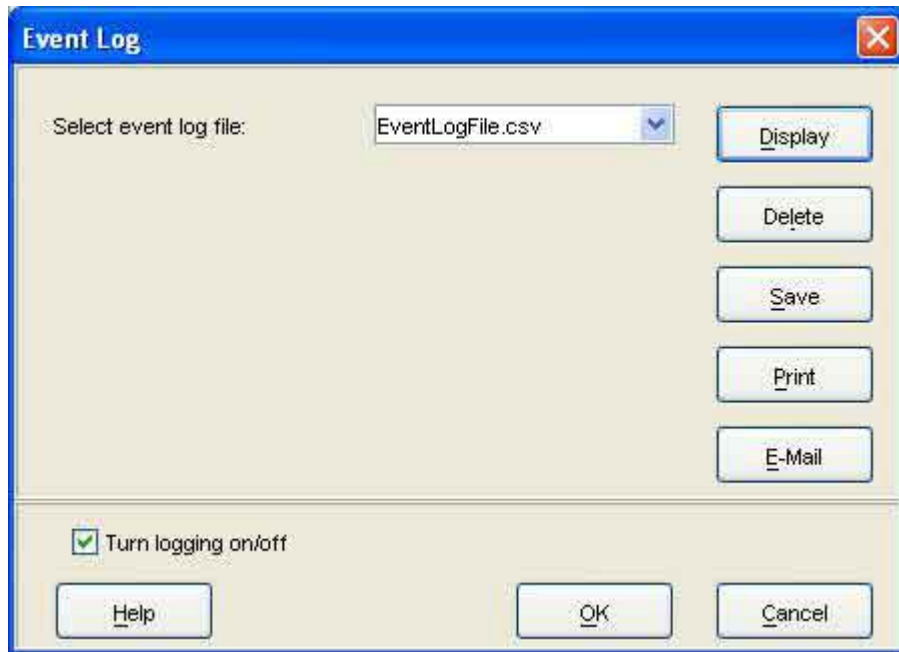 Event Log
Select event log file:
EventLogFile.csv
Display
Delete
Save
Print
E-Mail
Turn logging on/off
Help
OK
Cancel